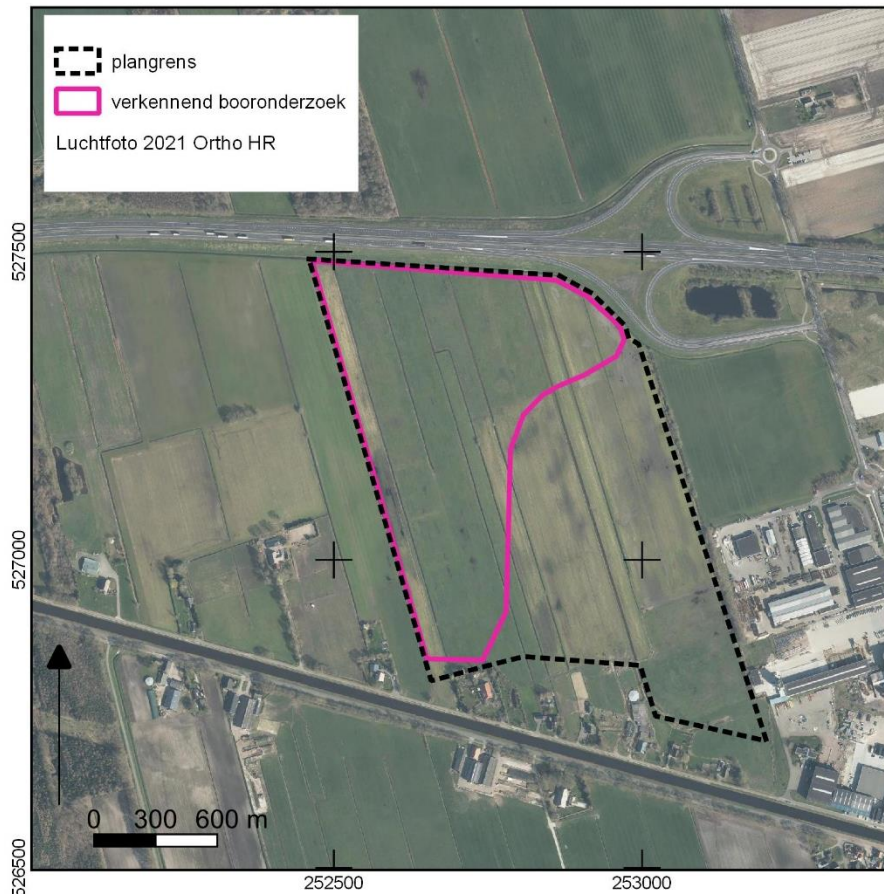 plangrens
verkennend booronderzoek
Luchtfoto 2021 Ortho HR
527500
527000
526500
0 300 600 m
252500 253000